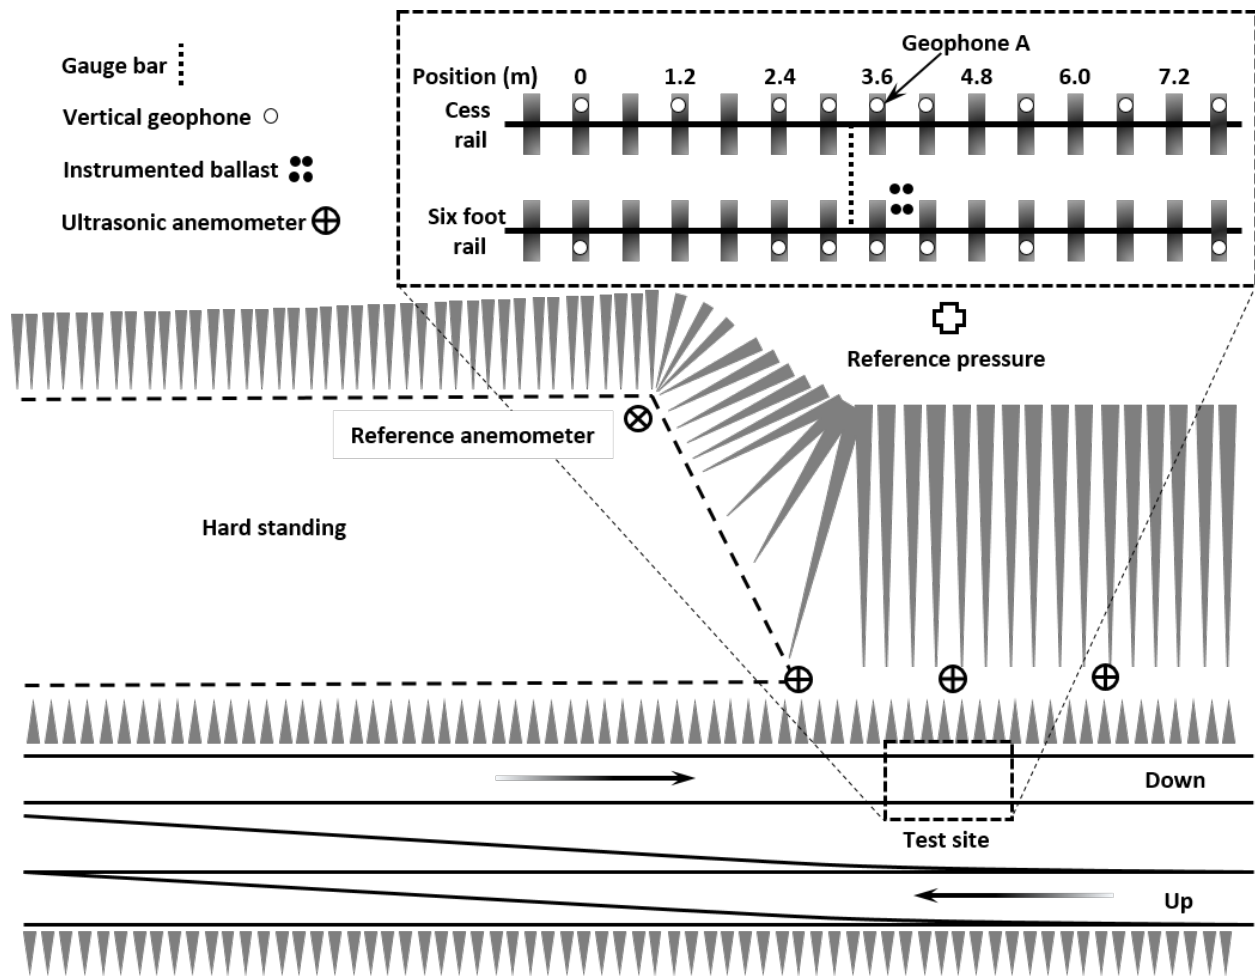 Gauge bar
Vertical geophone
Instrumented ballast
Ultrasonic anemometer
Geophone A
Position (m) 0 1.2 2.4 3.6 4.8 6.0 7.2
Cess
rail
Six foot
rail
Reference pressure
Reference anemometer
Hard standing
Down
Test site
Up